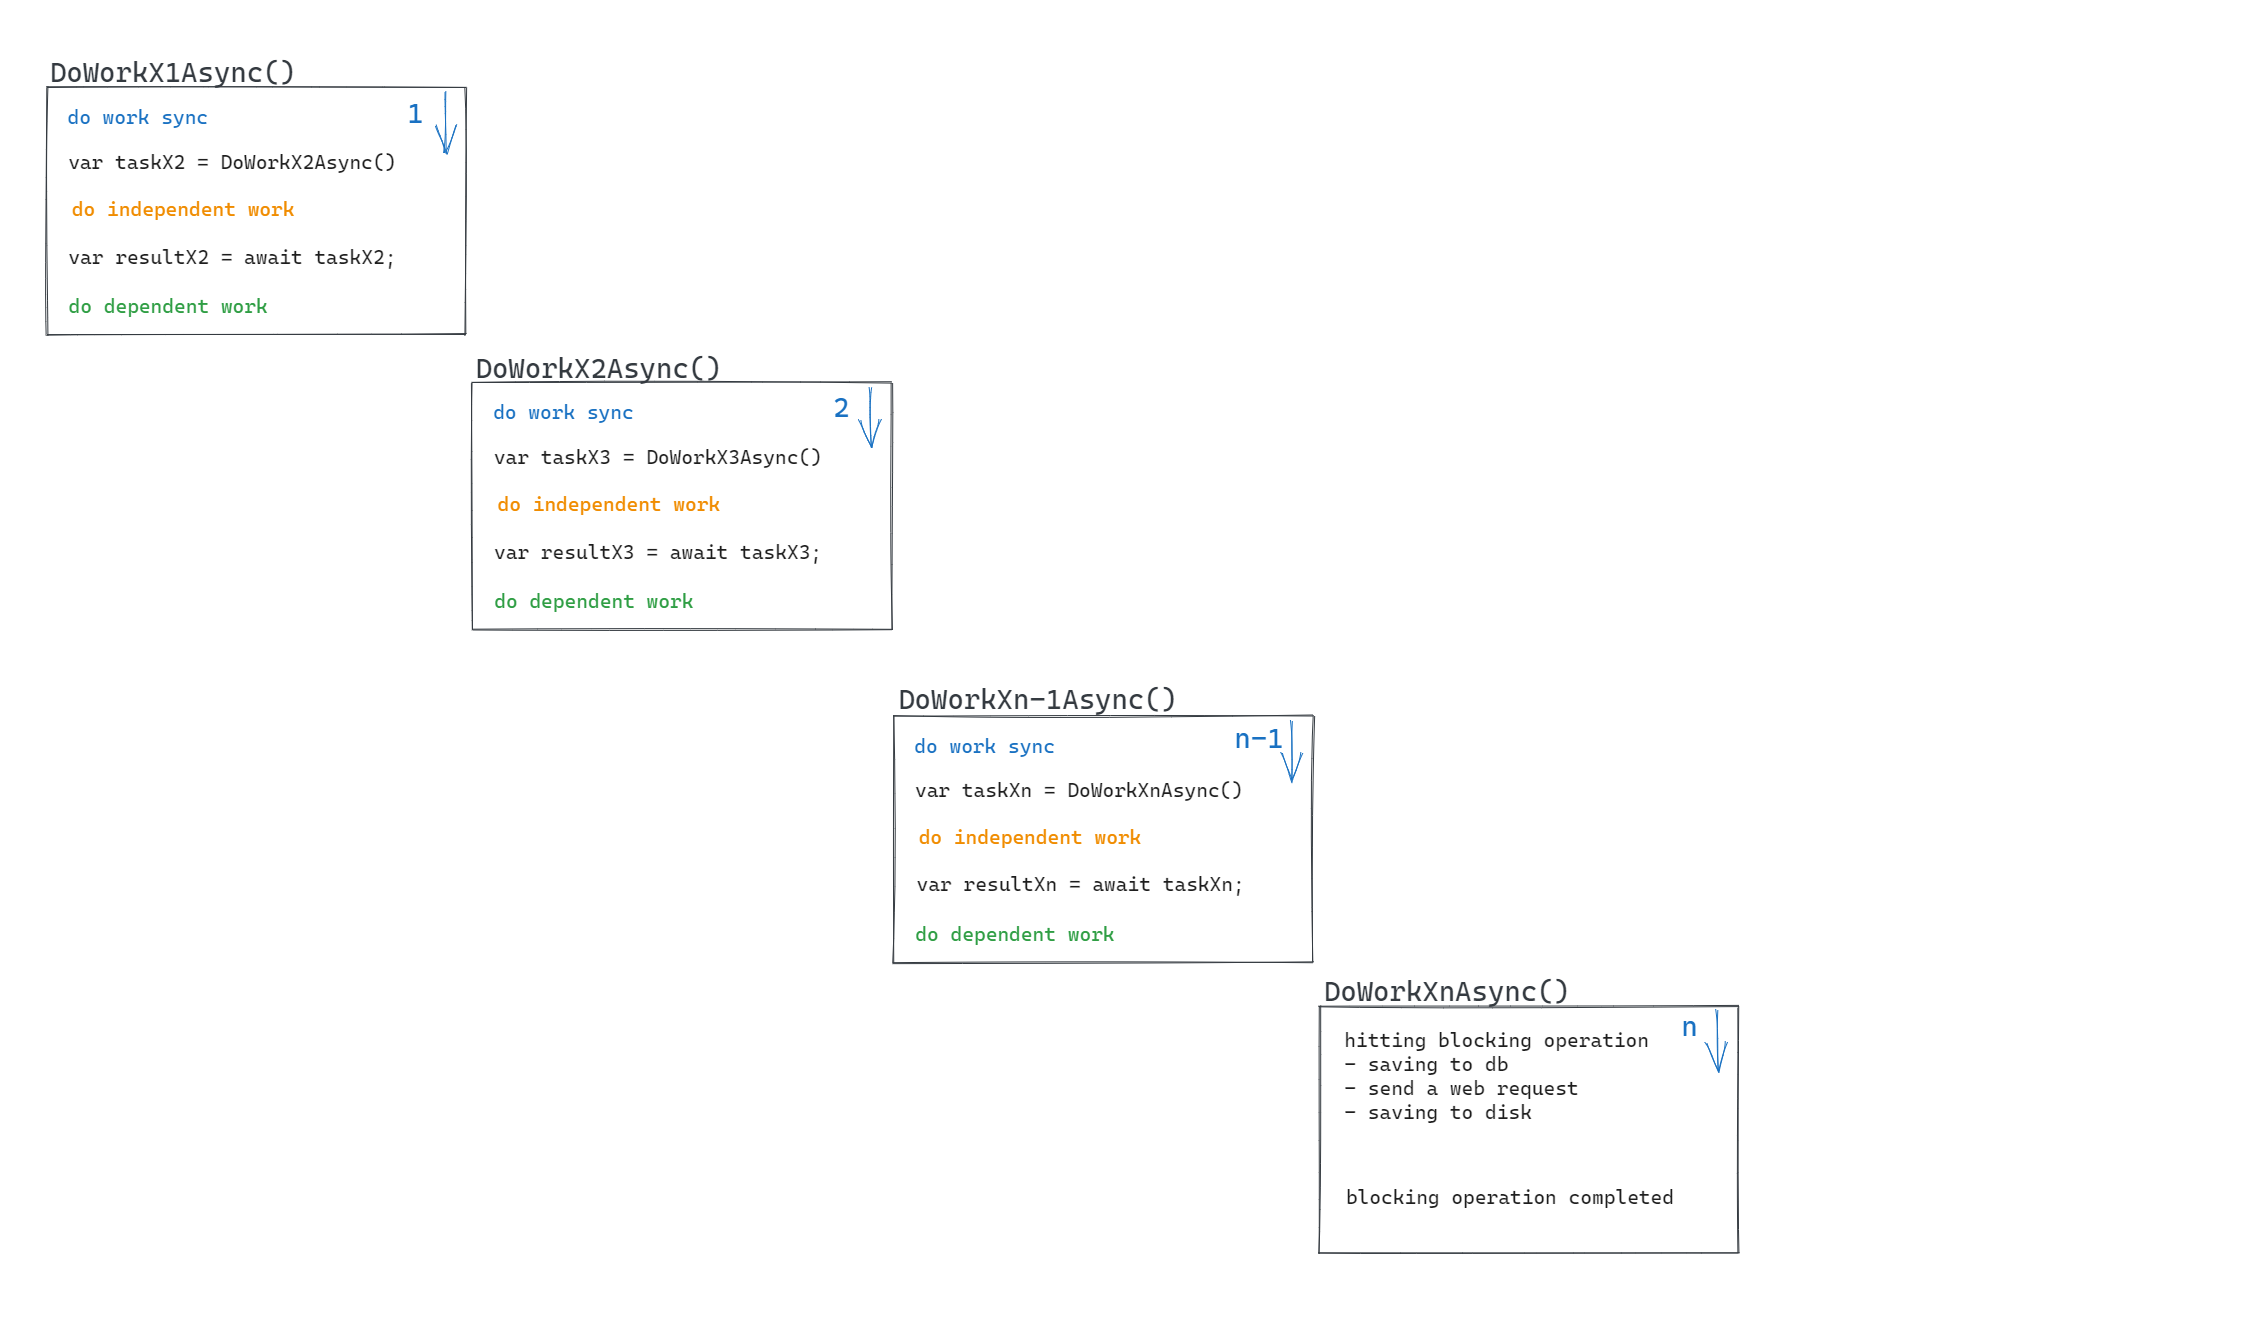 DoWorkX1Async()
do work sync
1
var taskX2 = DoWorkX2Async()
do independent work
var resultX2 = await taskX2;
do dependent work
DoWorkX2Async()
do work sync
2
var taskX3 = DoWorkX3Async()
do independent work
var resultX3 = await taskX3;
do dependent work
DoWorkXn-1Async()
do work sync
n-1
var taskXn = DoWorkXnAsync()
do independent work
var resultXn = await taskXn;
do dependent work
DoWorkXnAsync()
n
hitting blocking operation
- saving to db
- send a web request
- saving to disk
blocking operation completed